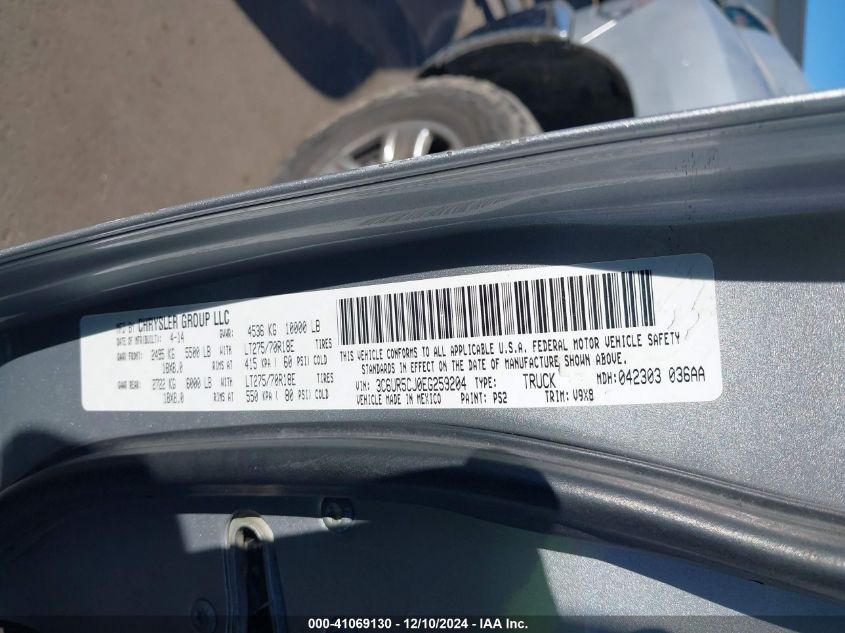 MFD BY CHRYSLER GROUP LLC
DATE OF MFR(BUILT): 4-14 GVWR: 4536 KG 10000 LB
GAWR FRONT: 2495 KG 5500 LB WITH LT275/70R18E TIRES
18X8.0 RIMS AT 415 KPA ( 60 PSI) COLD
GAWR REAR: 2722 KG 6000 LB WITH LT275/70R18E TIRES
18X8.0 RIMS AT 550 KPA ( 80 PSI) COLD
THIS VEHICLE CONFORMS TO ALL APPLICABLE U.S.A. FEDERAL MOTOR VEHICLE SAFETY
STANDARDS IN EFFECT ON THE DATE OF MANUFACTURE SHOWN ABOVE.
VIN: 3C6UR5CJ0EG259204 TYPE: TRUCK MDH: 042303 036AA
VEHICLE MADE IN MEXICO PAINT: PS2 TRIM: V9X8
000-41069130 - 12/10/2024 - IAA Inc.